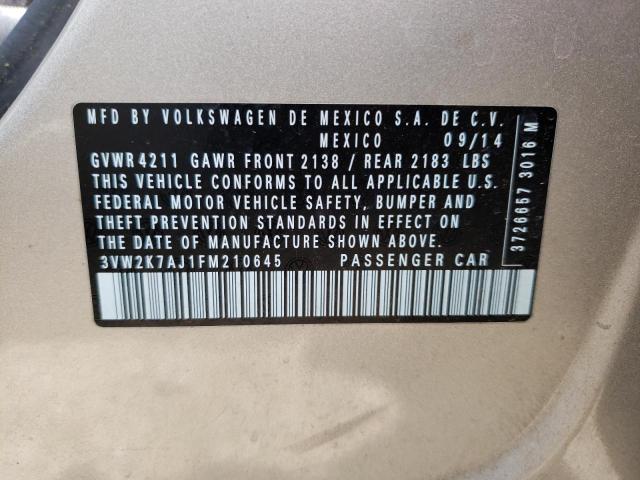 MFD BY VOLKSWAGEN DE MEXICO S.A. DE C.V.
MEXICO 09/14
GVWR 4211 GAWR FRONT 2138 / REAR 2183 LBS
THIS VEHICLE CONFORMS TO ALL APPLICABLE U.S.
FEDERAL MOTOR VEHICLE SAFETY, BUMPER AND
THEFT PREVENTION STANDARDS IN EFFECT ON
THE DATE OF MANUFACTURE SHOWN ABOVE.
3VW2K7AJ1FM210645 PASSENGER CAR
3726657 3016 M